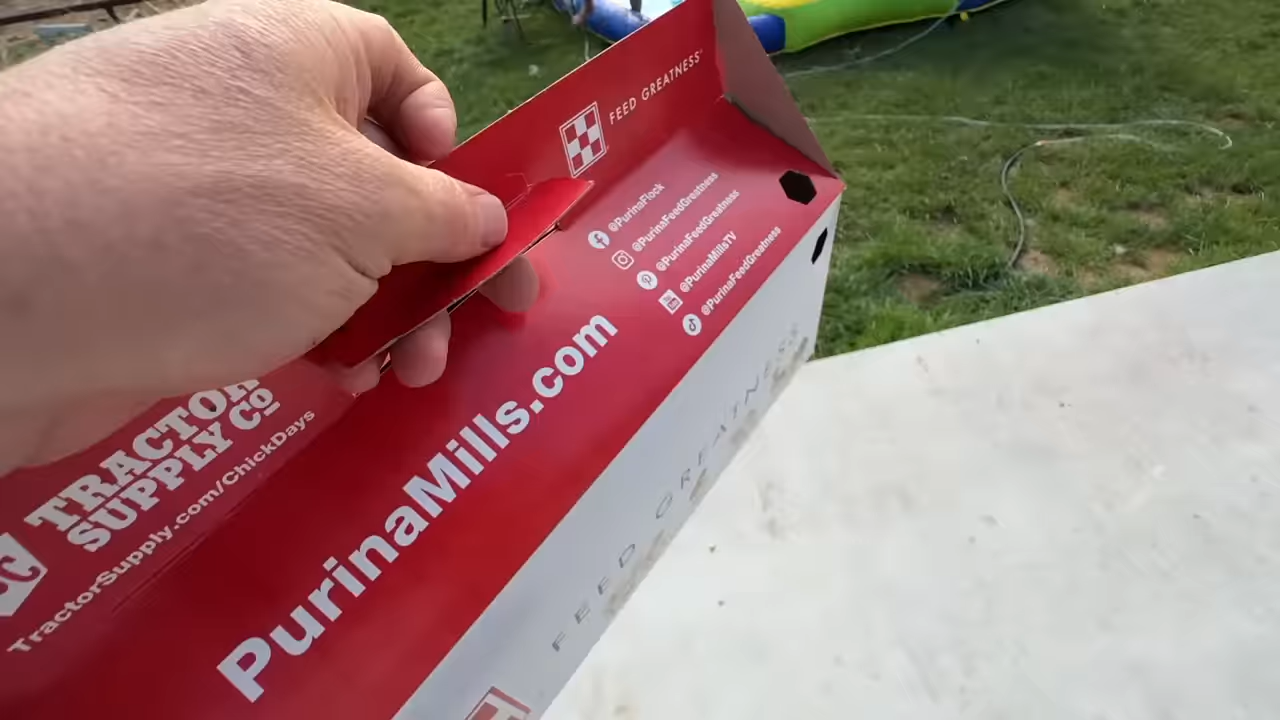 FEED GREATNESS®
@PurinaFlock
@PurinaFeedGreatness
@PurinaFeedGreatness
@PurinaMillsTV
@PurinaFeedGreatness
TRACTOR
SUPPLY CO
TractorSupply.com/ChickDays
PurinaMills.com
FEED GREATNESS